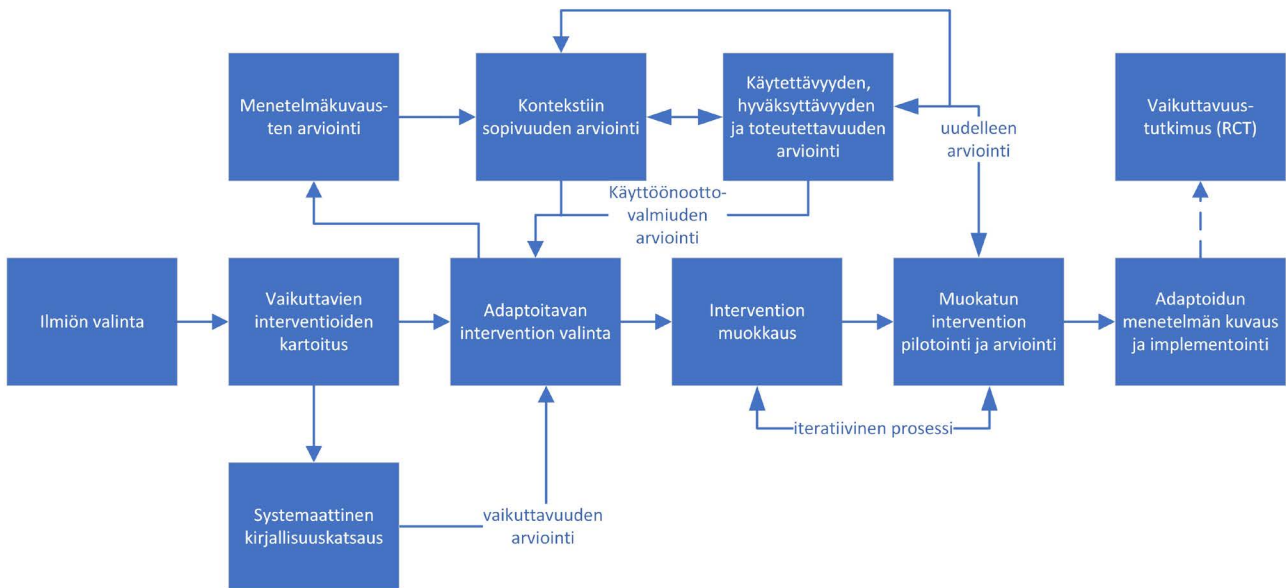 Menetelmäkuvaus-
ten arviointi
Kontekstiin
sopivuuden arviointi
Käytettävyyden,
hyväksyttävyyden
ja toteutettavuuden
arviointi
uudelleen
arviointi
Vaikuttavuus-
tutkimus (RCT)
Käyttöönotto-
valmiuden
arviointi
Ilmiön valinta
Vaikuttavien
interventioiden
kartoitus
Adaptoitavan
intervention valinta
Intervention
muokkaus
Muokatun
intervention
pilotointi ja arviointi
Adaptoidun
menetelmän kuvaus
ja implementointi
iteratiivinen prosessi
Systemaattinen
kirjallisuuskatsaus
vaikuttavuuden
arviointi